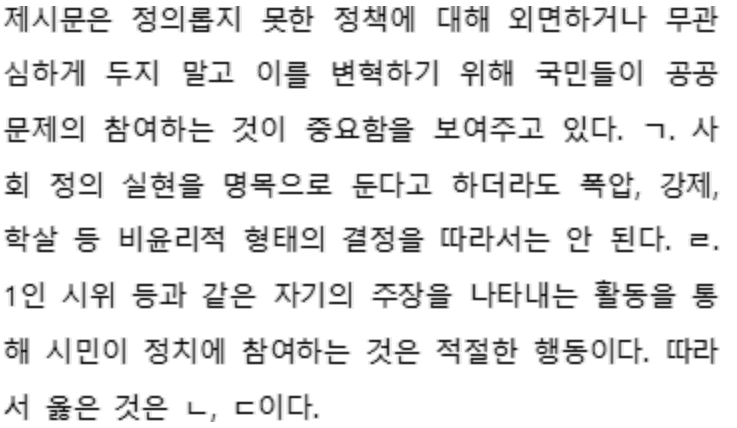 제시문은 정의롭지 못한 정책에 대해 외면하거나 무관
심하게 두지 말고 이를 변혁하기 위해 국민들이 공공
문제의 참여하는 것이 중요함을 보여주고 있다. ㄱ. 사
회 정의 실현을 명목으로 둔다고 하더라도 폭압, 강제,
학살 등 비윤리적 형태의 결정을 따라서는 안 된다. ㄹ.
1인 시위 등과 같은 자기의 주장을 나타내는 활동을 통
해 시민이 정치에 참여하는 것은 적절한 행동이다. 따라
서 옳은 것은 ㄴ, ㄷ이다.